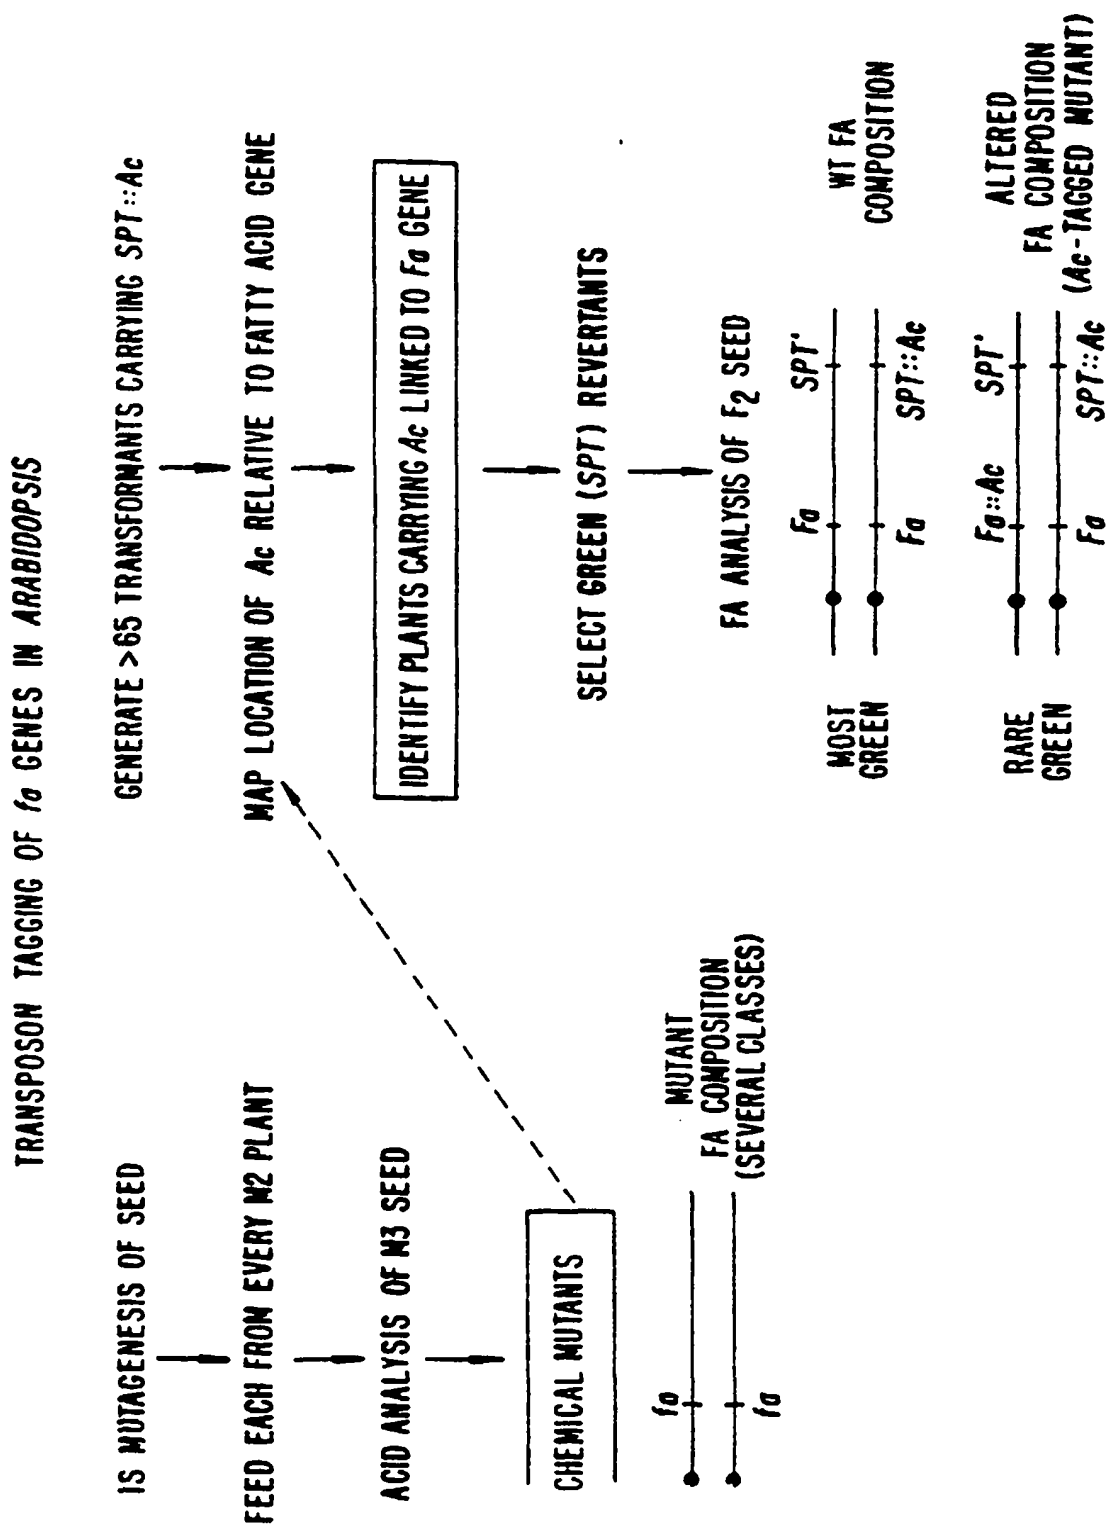 TRANSPOSON TAGGING OF fa GENES IN ARABIDOPSIS
IS MUTAGENESIS OF SEED
FEED EACH FROM EVERY M2 PLANT
ACID ANALYSIS OF M3 SEED
CHEMICAL MUTANTS
fa
fa
MUTANT
FA COMPOSITION
(SEVERAL CLASSES)
GENERATE >65 TRANSFORMANTS CARRYING SPT::Ac
MAP LOCATION OF Ac RELATIVE TO FATTY ACID GENE
IDENTIFY PLANTS CARRYING Ac LINKED TO Fa GENE
SELECT GREEN (SPT) REVERTANTS
FA ANALYSIS OF F2 SEED
MOST
GREEN
Fa SPT'
Fa SPT::Ac
WT FA
COMPOSITION
RARE
GREEN
Fa::Ac SPT'
Fa SPT::Ac
ALTERED
FA COMPOSITION
(Ac-TAGGED MUTANT)